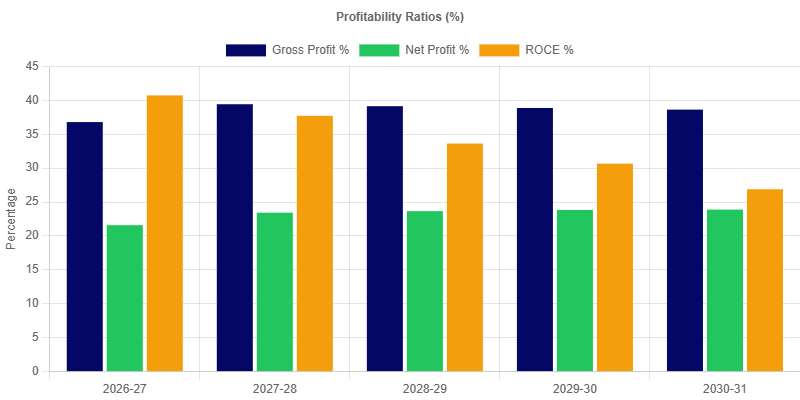 Profitability Ratios (%)
Gross Profit % Net Profit % ROCE %
45
40
35
30
25
20
15
10
5
0
Percentage
2026-27 2027-28 2028-29 2029-30 2030-31